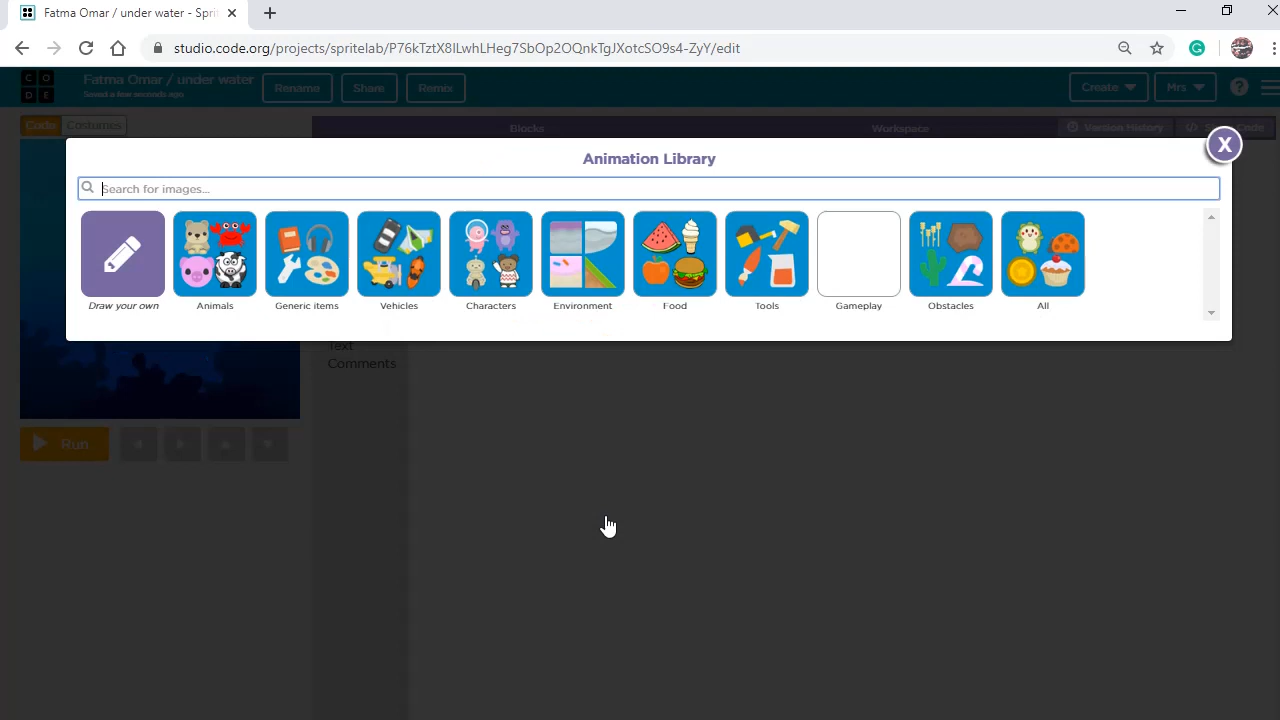 Fatma Omar / under water - Spri
studio.code.org/projects/spritelab/P76kTztX8ILwhLHeg7SbOp2OQnkTgJXotcSO9s4-ZyY/edit
C O
D E
Fatma Omar / under water
Saved a few seconds ago
Rename
Share
Remix
Create
Mrs
?
Code
Costumes
Blocks
Workspace
Version History
Code
Animation Library
X
Search for images...
Draw your own
Animals
Generic items
Vehicles
Characters
Environment
Food
Tools
Gameplay
Obstacles
All
Text
Comments
Run